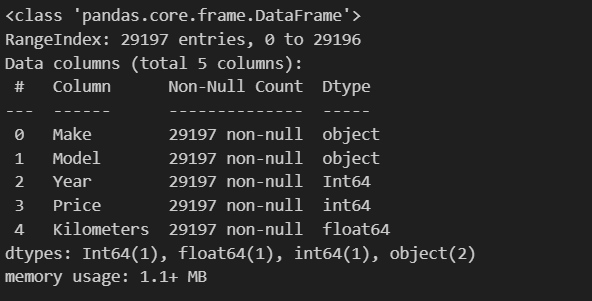 <class 'pandas.core.frame.DataFrame'>
RangeIndex: 29197 entries, 0 to 29196
Data columns (total 5 columns):
 #   Column      Non-Null Count  Dtype
---  ------      --------------  -----
 0   Make        29197 non-null  object
 1   Model       29197 non-null  object
 2   Year        29197 non-null  Int64
 3   Price       29197 non-null  int64
 4   Kilometers  29197 non-null  float64
dtypes: Int64(1), float64(1), int64(1), object(2)
memory usage: 1.1+ MB